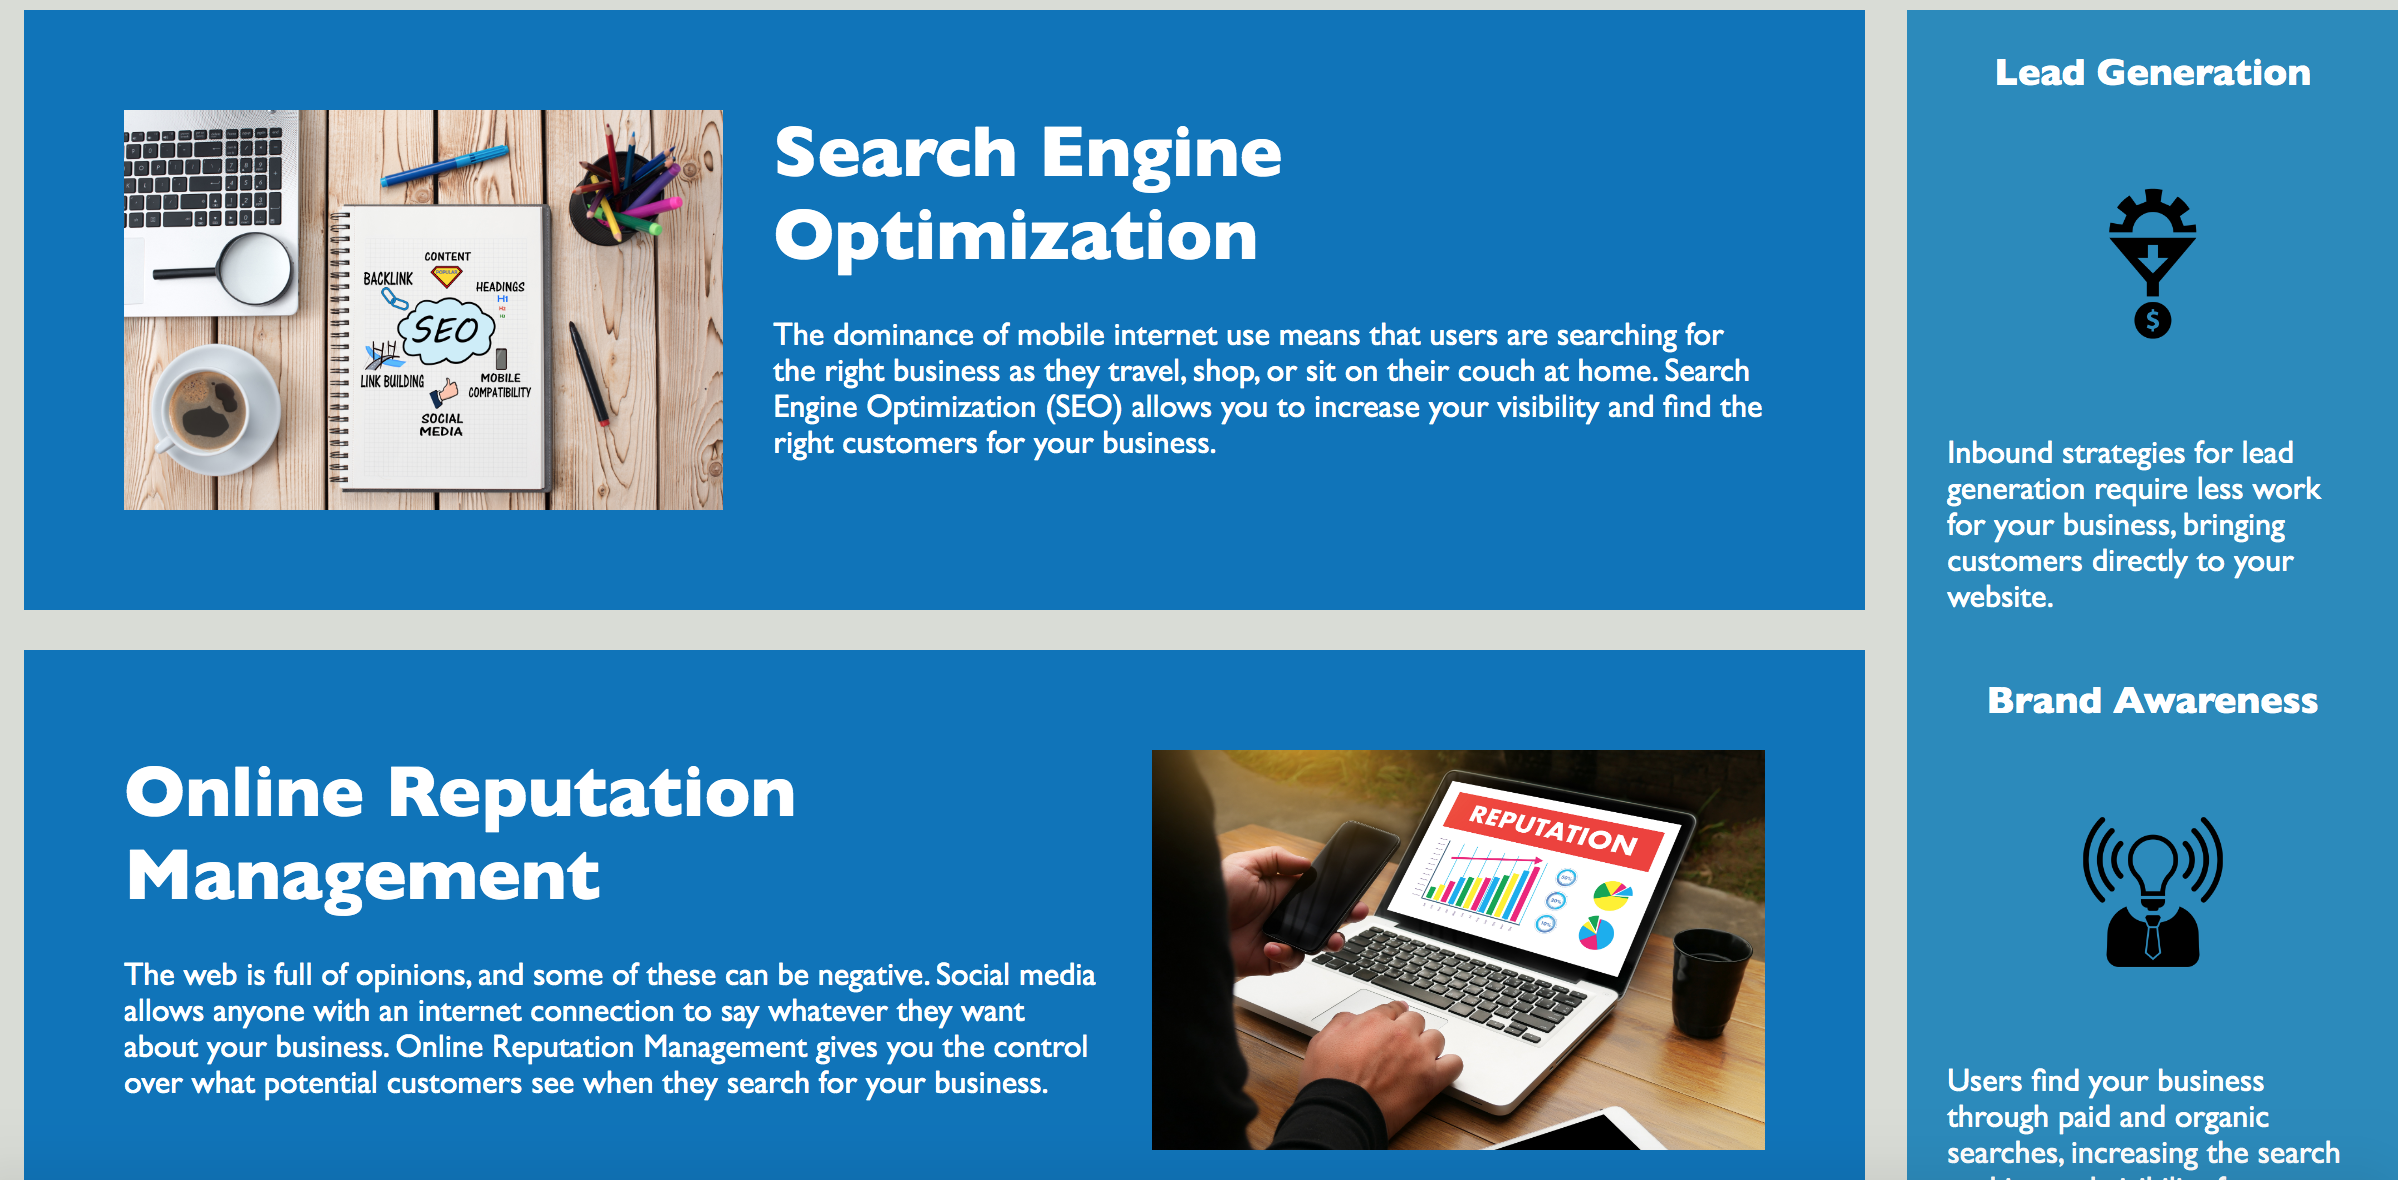 Search Engine
Optimization
The dominance of mobile internet use means that users are searching for
the right business as they travel, shop, or sit on their couch at home. Search
Engine Optimization (SEO) allows you to increase your visibility and find the
right customers for your business.
CONTENT
POPULAR
BACKLINK
HEADINGS
H1
H2
H3
SEO
LINK BUILDING
MOBILE
COMPATIBILITY
SOCIAL
MEDIA
Online Reputation
Management
The web is full of opinions, and some of these can be negative. Social media
allows anyone with an internet connection to say whatever they want
about your business. Online Reputation Management gives you the control
over what potential customers see when they search for your business.
REPUTATION
Lead Generation
$
Inbound strategies for lead
generation require less work
for your business, bringing
customers directly to your
website.
Brand Awareness
Users find your business
through paid and organic
searches, increasing the search